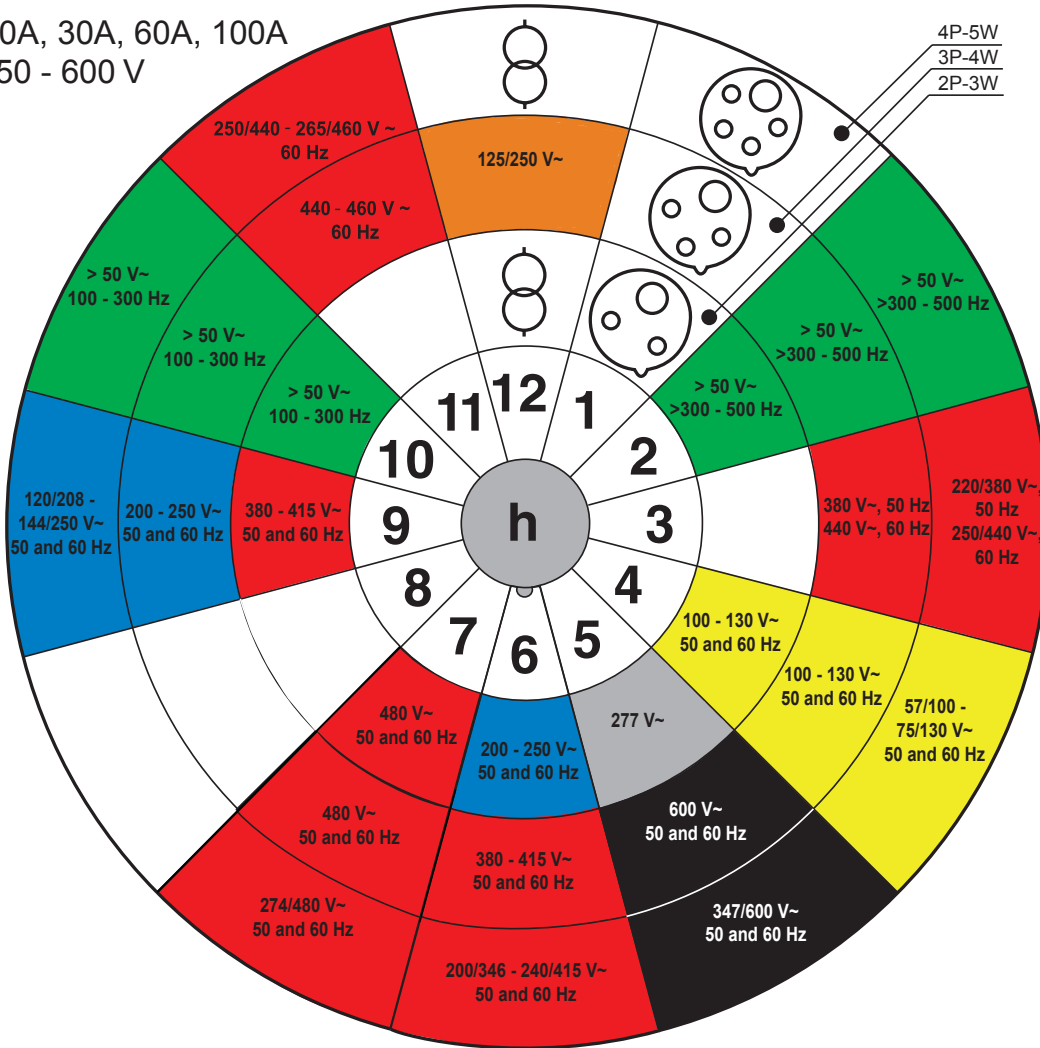 0A, 30A, 60A, 100A
50 - 600 V
4P-5W
3P-4W
2P-3W
250/440 - 265/460 V ~
60 Hz
440 - 460 V ~
60 Hz
125/250 V~
> 50 V~
100 - 300 Hz
> 50 V~
100 - 300 Hz
> 50 V~
100 - 300 Hz
> 50 V~
>300 - 500 Hz
> 50 V~
>300 - 500 Hz
> 50 V~
>300 - 500 Hz
120/208 -
144/250 V~
50 and 60 Hz
200 - 250 V~
50 and 60 Hz
380 - 415 V~
50 and 60 Hz
380 V~, 50 Hz
440 V~, 60 Hz
220/380 V~,
50 Hz
250/440 V~,
60 Hz
12
1
2
3
4
5
6
7
8
9
10
11
h
100 - 130 V~
50 and 60 Hz
100 - 130 V~
50 and 60 Hz
57/100 -
75/130 V~
50 and 60 Hz
277 V~
600 V~
50 and 60 Hz
347/600 V~
50 and 60 Hz
200 - 250 V~
50 and 60 Hz
380 - 415 V~
50 and 60 Hz
200/346 - 240/415 V~
50 and 60 Hz
480 V~
50 and 60 Hz
480 V~
50 and 60 Hz
274/480 V~
50 and 60 Hz